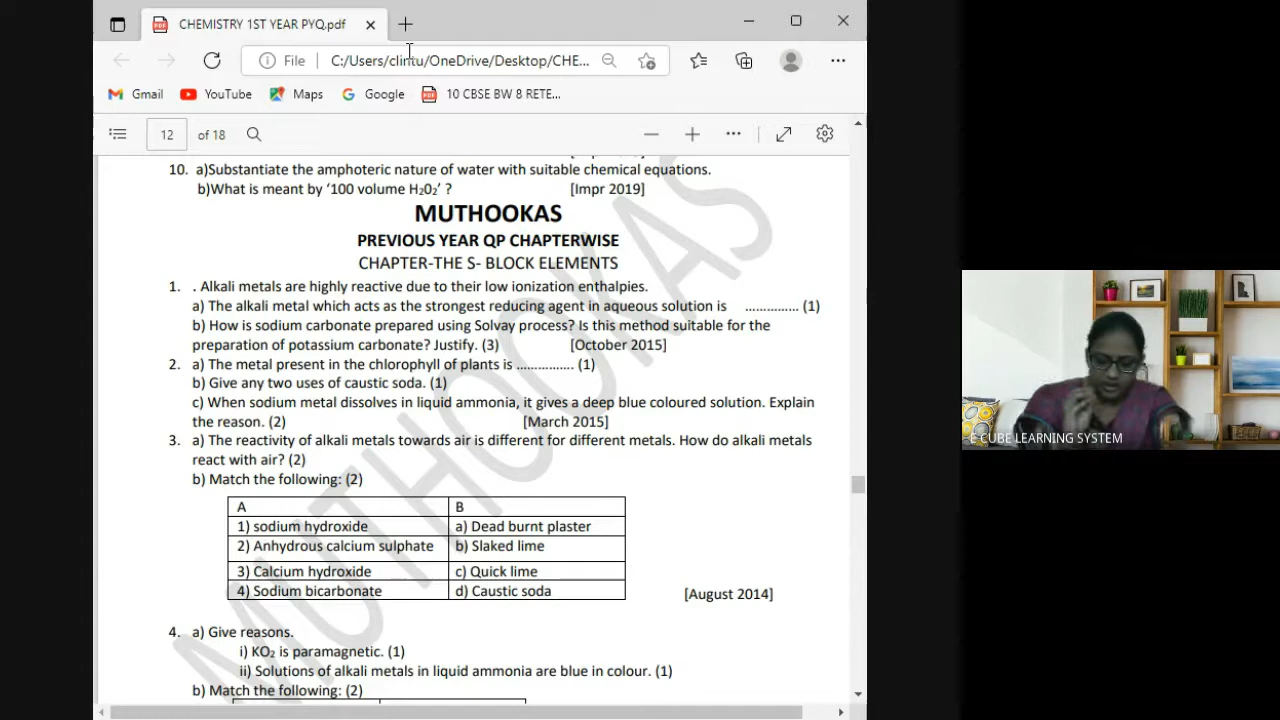 CHEMISTRY 1ST YEAR PYQ.pdf
File
C:/Users/clintu/OneDrive/Desktop/CHE...
Gmail
YouTube
Maps
Google
10 CBSE BW 8 RETE...
12 of 18
10. a)Substantiate the amphoteric nature of water with suitable chemical equations.
b)What is meant by ‘100 volume H₂0₂’ ? [Impr 2019]
MUTHOOKAS
PREVIOUS YEAR QP CHAPTERWISE
CHAPTER-THE S- BLOCK ELEMENTS
1. . Alkali metals are highly reactive due to their low ionization enthalpies.
a) The alkali metal which acts as the strongest reducing agent in aqueous solution is …………… (1)
b) How is sodium carbonate prepared using Solvay process? Is this method suitable for the
preparation of potassium carbonate? Justify. (3) [October 2015]
2. a) The metal present in the chlorophyll of plants is ……………. (1)
b) Give any two uses of caustic soda. (1)
c) When sodium metal dissolves in liquid ammonia, it gives a deep blue coloured solution. Explain
the reason. (2) [March 2015]
3. a) The reactivity of alkali metals towards air is different for different metals. How do alkali metals
react with air? (2)
b) Match the following: (2)
A B
1) sodium hydroxide a) Dead burnt plaster
2) Anhydrous calcium sulphate b) Slaked lime
3) Calcium hydroxide c) Quick lime
4) Sodium bicarbonate d) Caustic soda
[August 2014]
4. a) Give reasons.
i) KO₂ is paramagnetic. (1)
ii) Solutions of alkali metals in liquid ammonia are blue in colour. (1)
b) Match the following: (2)
MUTHOOKAS
E CUBE LEARNING SYSTEM